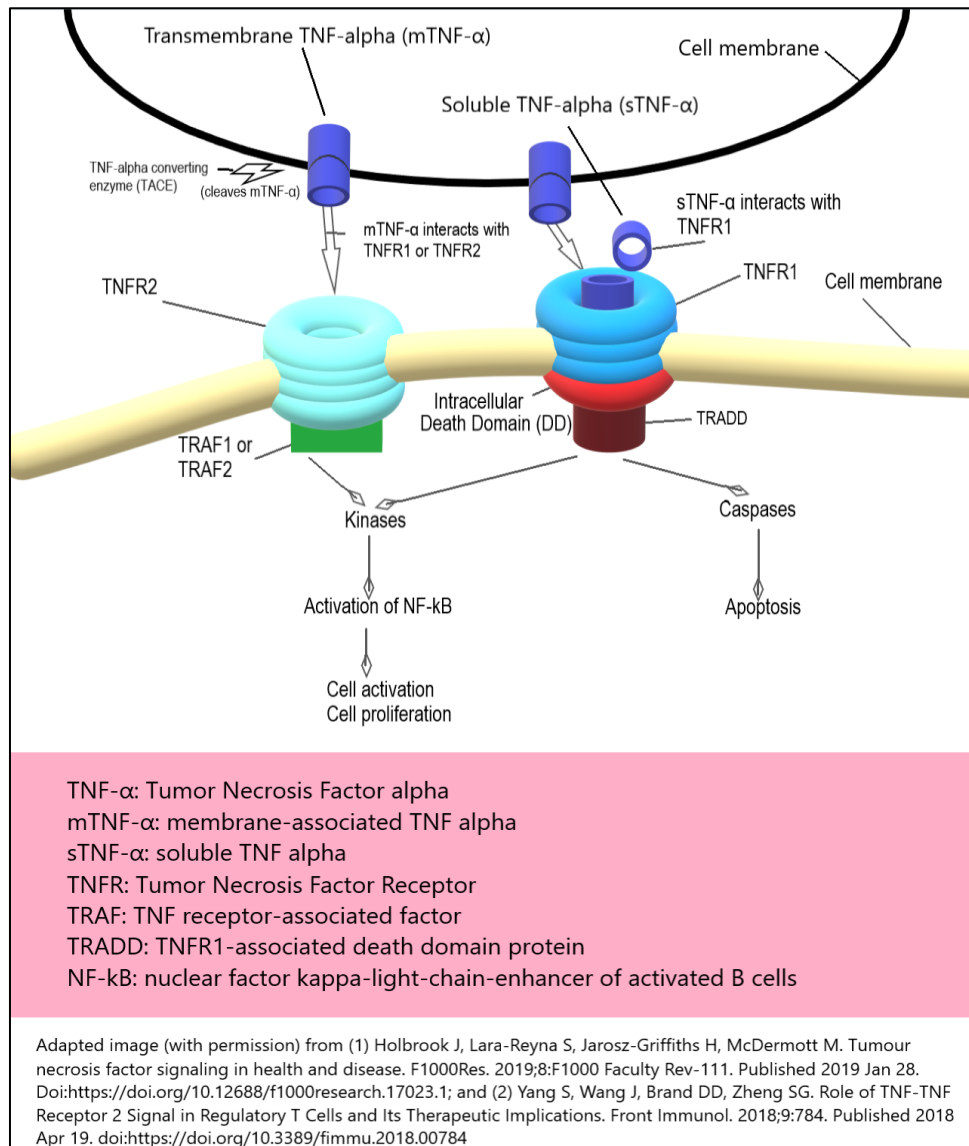 Transmembrane TNF-alpha (mTNF-α)
Cell membrane
Soluble TNF-alpha (sTNF-α)
TNF-alpha converting
enzyme (TACE)
(cleaves mTNF-α)
sTNF-α interacts with
TNFR1
mTNF-α interacts with
TNFR1 or TNFR2
TNFR2
TNFR1
Cell membrane
Intracellular
Death Domain (DD)
TRADD
TRAF1 or
TRAF2
Kinases
Caspases
Activation of NF-kB
Apoptosis
Cell activation
Cell proliferation
TNF-α: Tumor Necrosis Factor alpha
mTNF-α: membrane-associated TNF alpha
sTNF-α: soluble TNF alpha
TNFR: Tumor Necrosis Factor Receptor
TRAF: TNF receptor-associated factor
TRADD: TNFR1-associated death domain protein
NF-kB: nuclear factor kappa-light-chain-enhancer of activated B cells
Adapted image (with permission) from (1) Holbrook J, Lara-Reyna S, Jarosz-Griffiths H, McDermott M. Tumour
necrosis factor signaling in health and disease. F1000Res. 2019;8:F1000 Faculty Rev-111. Published 2019 Jan 28.
Doi:https://doi.org/10.12688/f1000research.17023.1; and (2) Yang S, Wang J, Brand DD, Zheng SG. Role of TNF-TNF
Receptor 2 Signal in Regulatory T Cells and Its Therapeutic Implications. Front Immunol. 2018;9:784. Published 2018
Apr 19. doi:https://doi.org/10.3389/fimmu.2018.00784